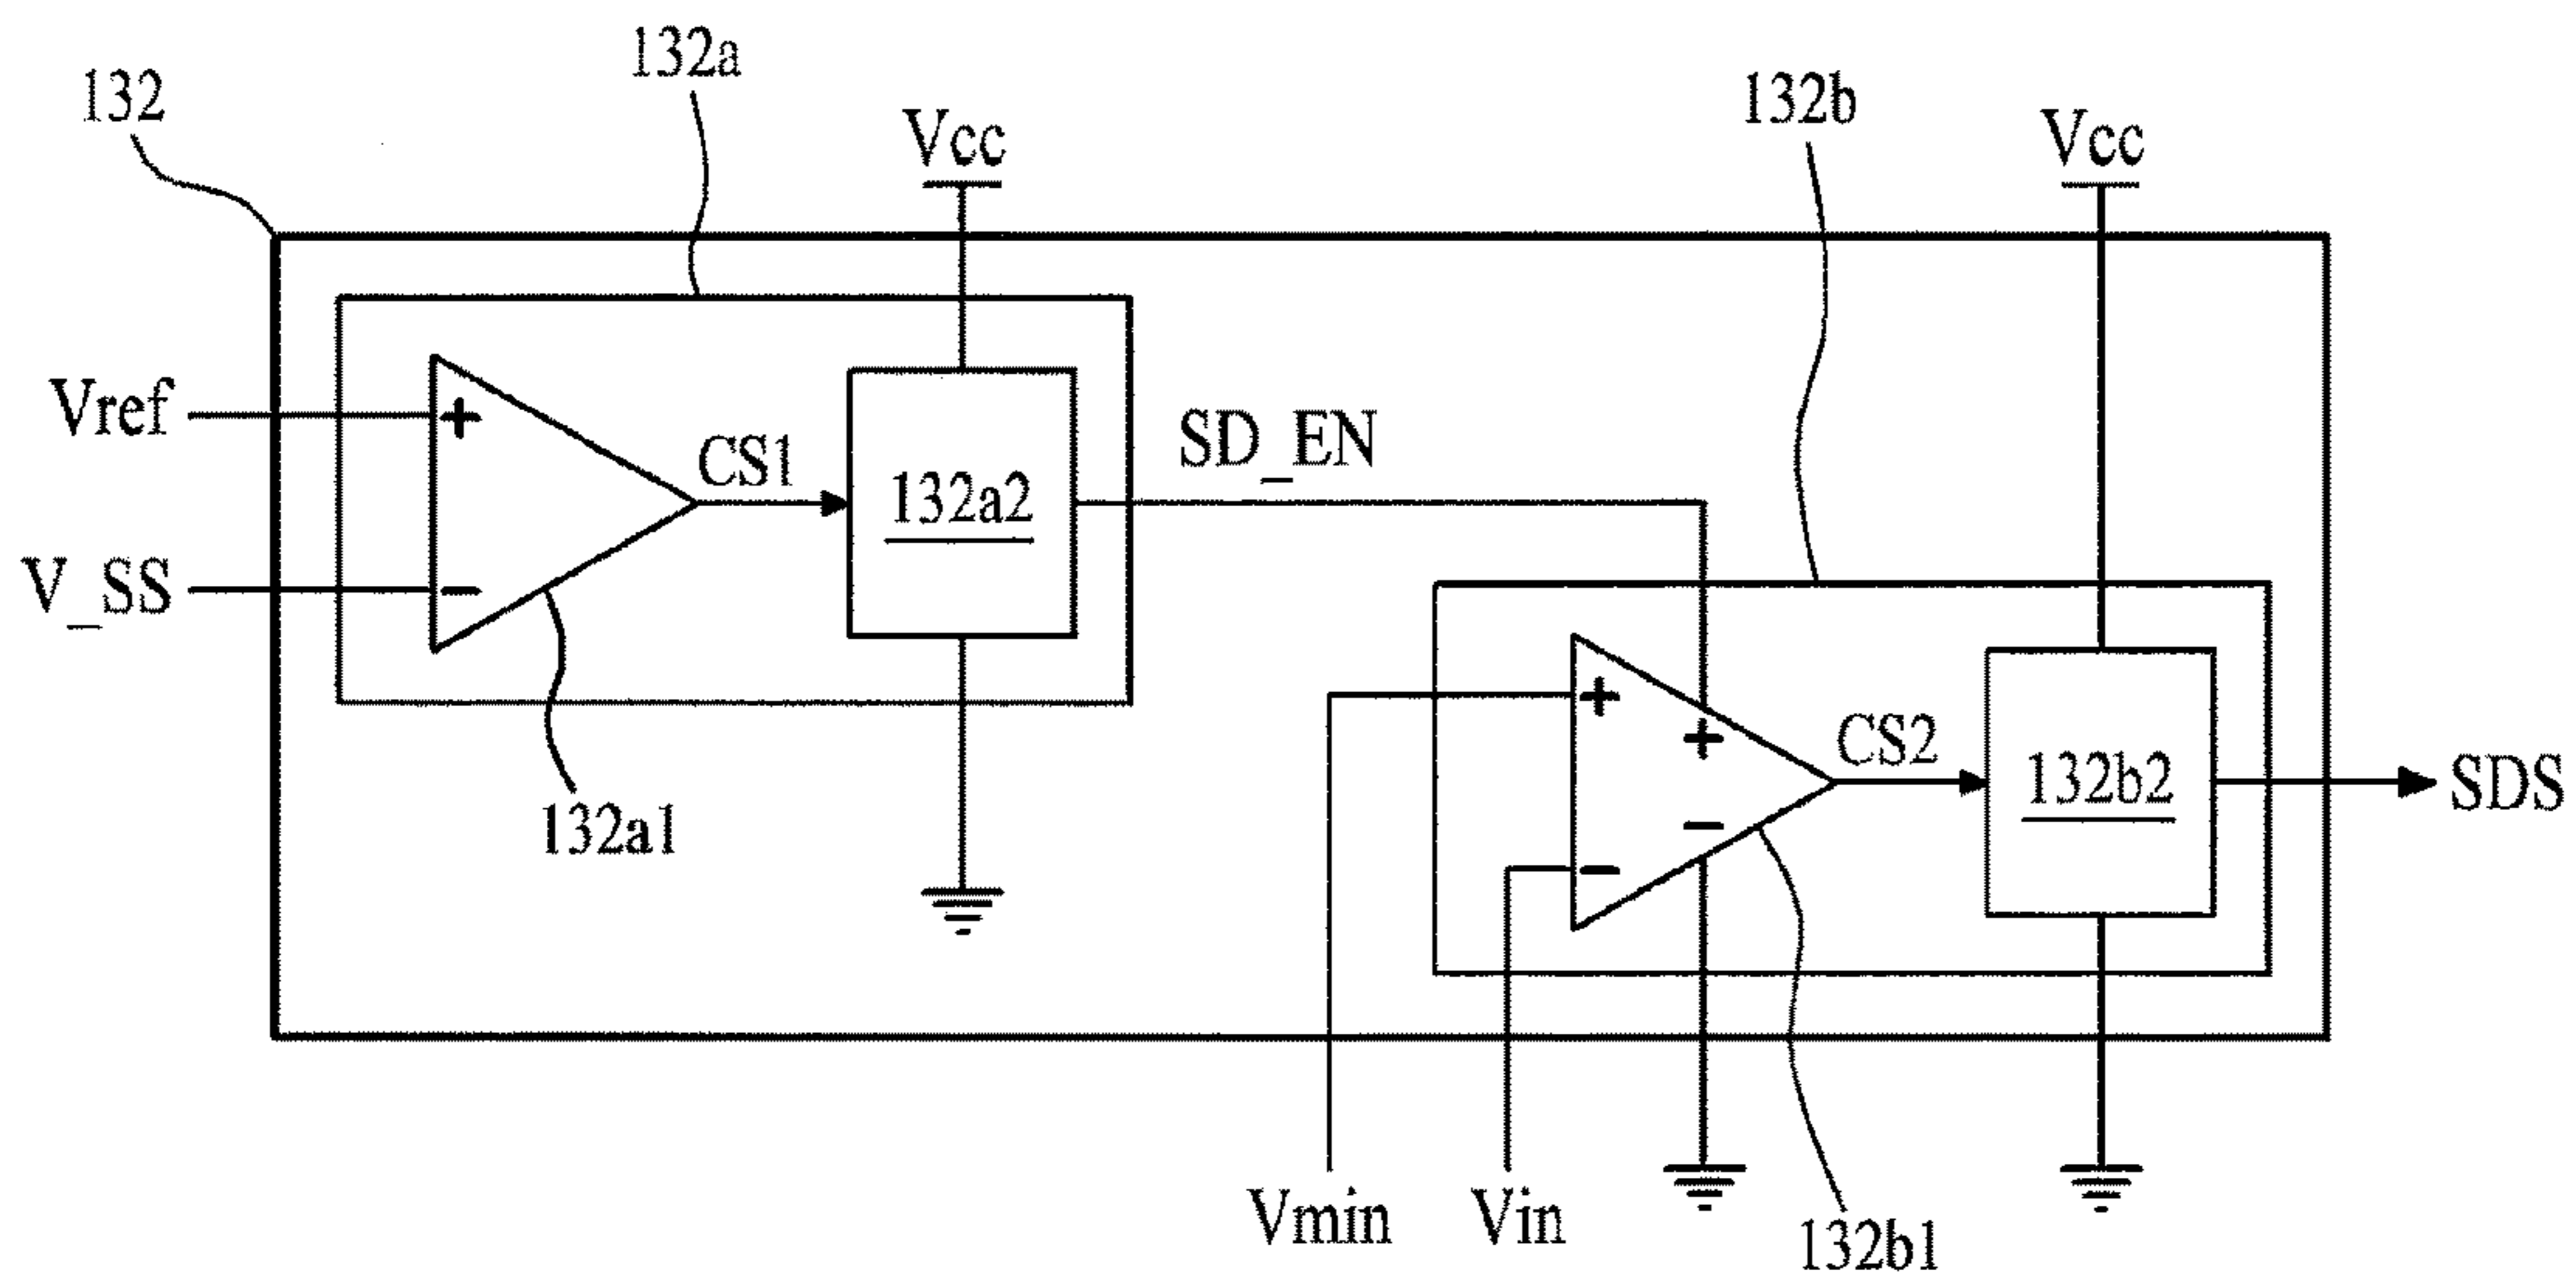 132
132a
132b
Vcc
Vcc
Vref
+
CS1
SD_EN
132a2
V_SS
−
+
+
CS2
132b2
SDS
132a1
−
−
Vmin
Vin
132b1